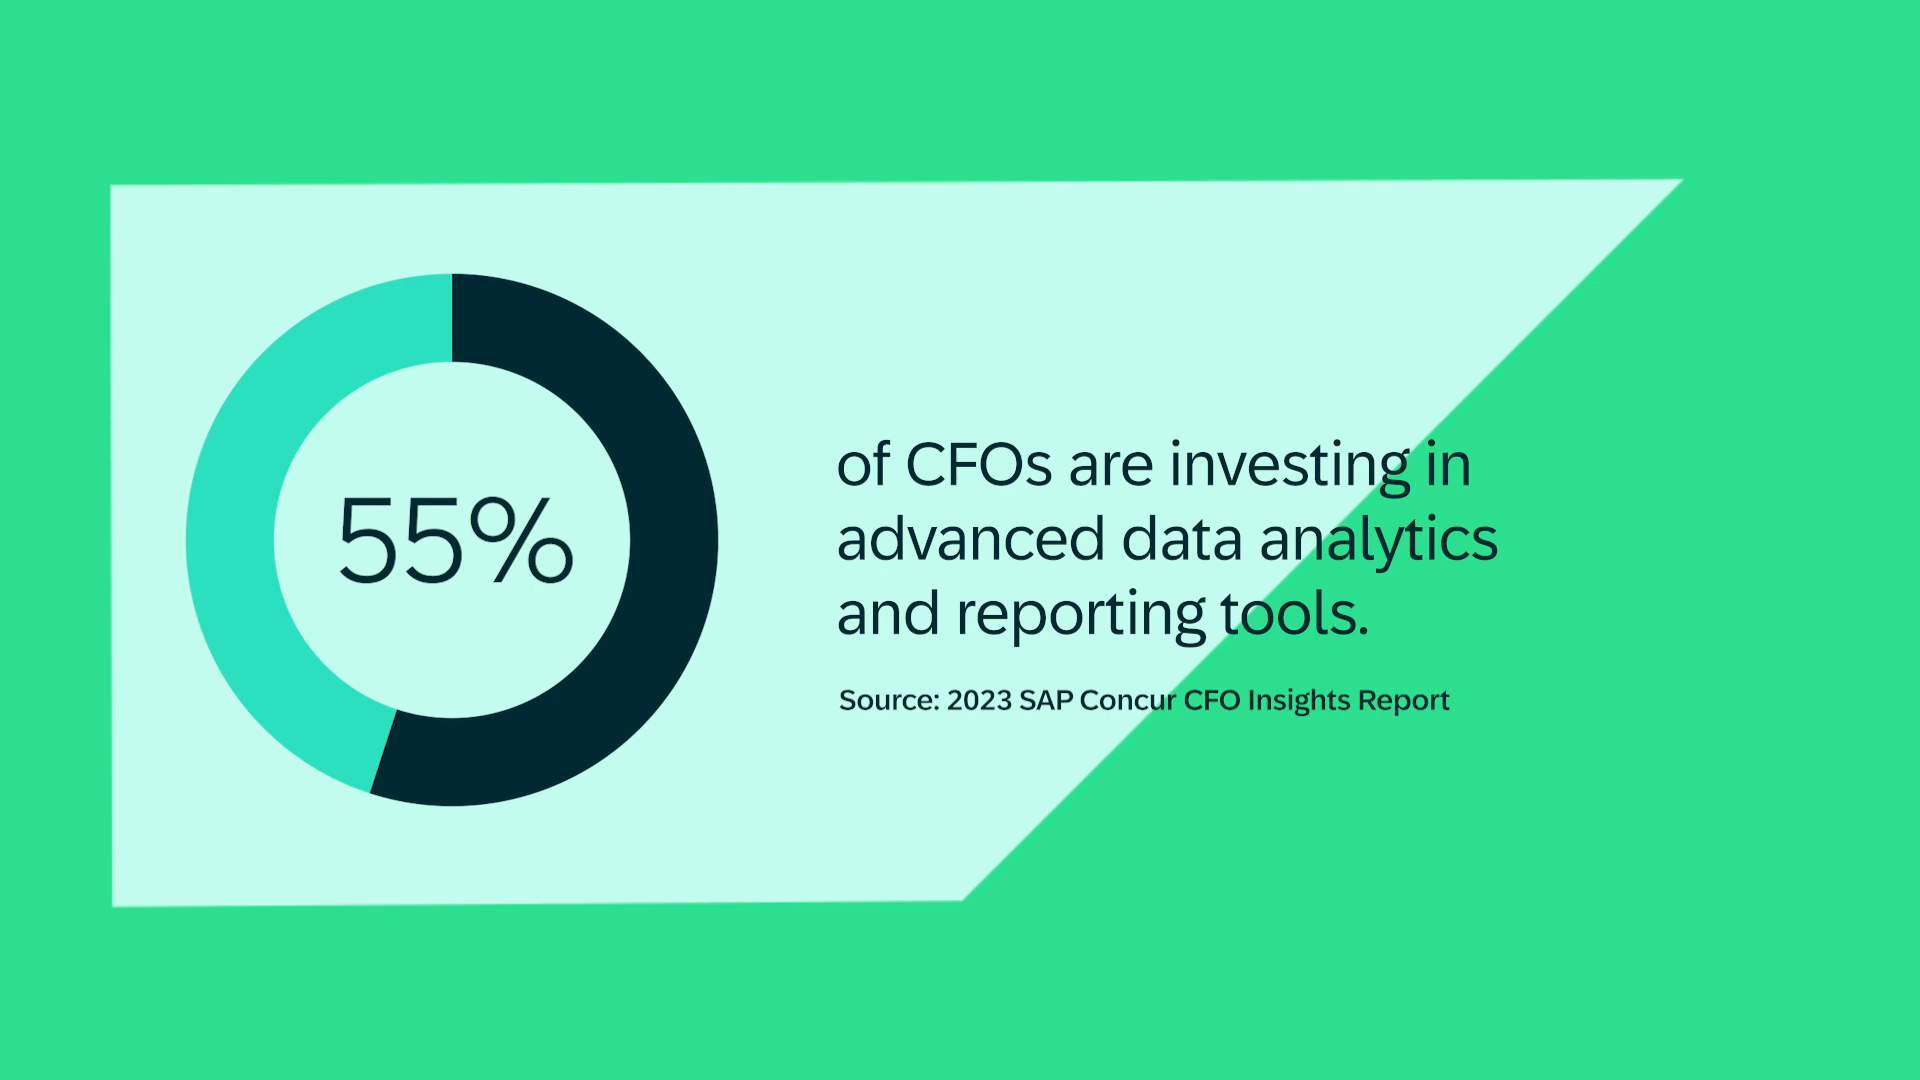 55%
of CFOs are investing in
advanced data analytics
and reporting tools.
Source: 2023 SAP Concur CFO Insights Report